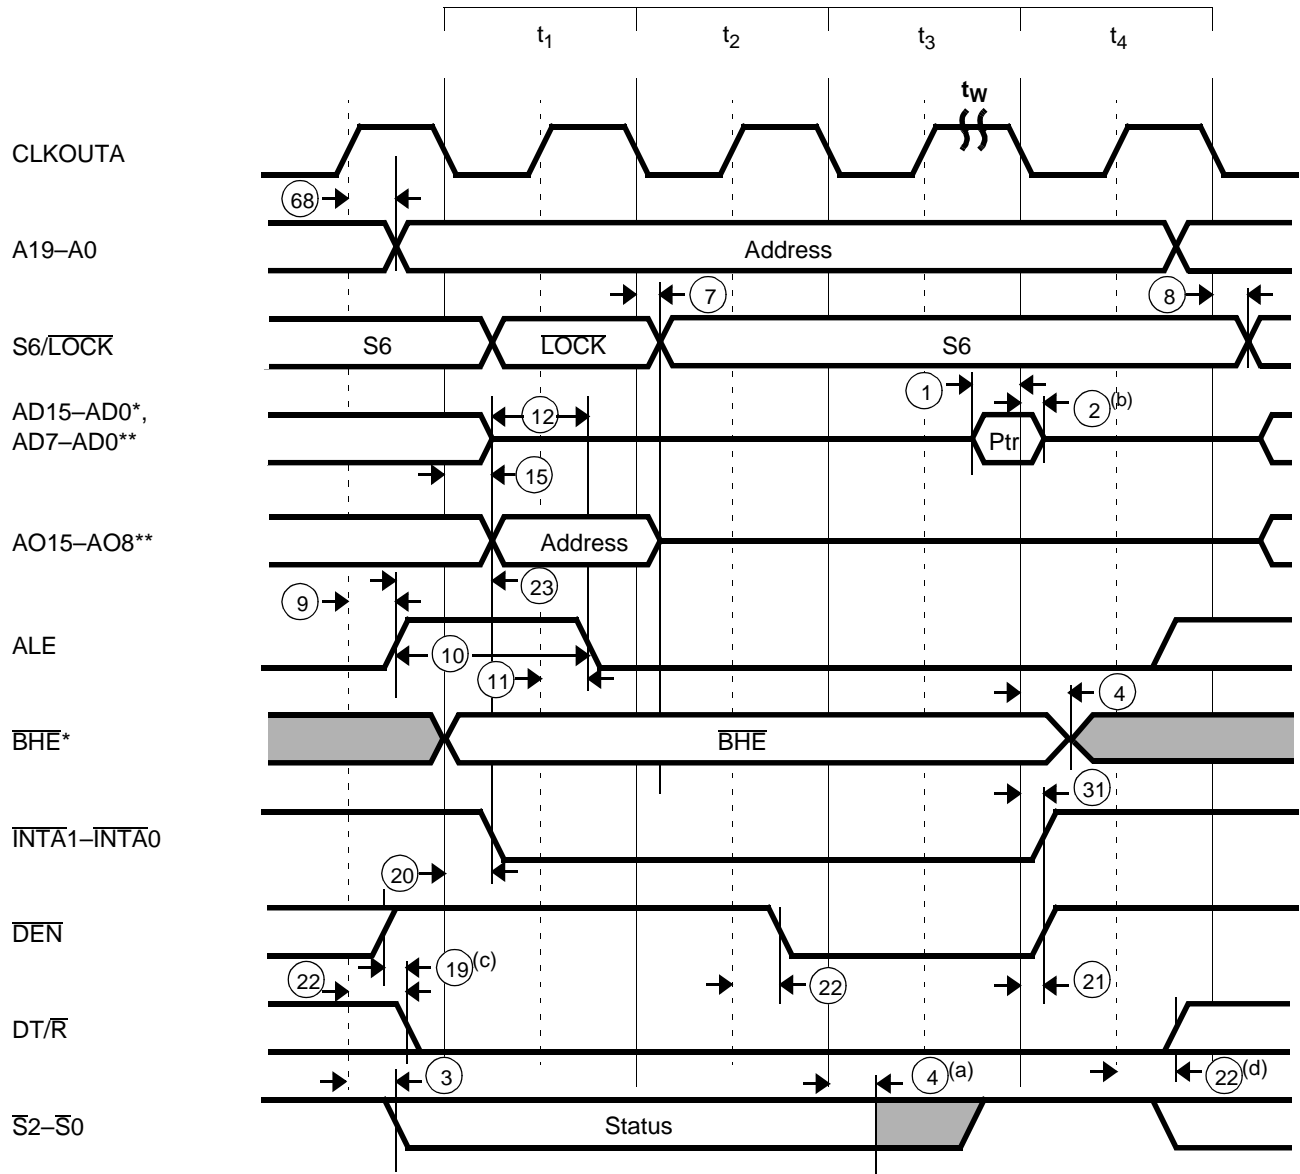 t1 t2 t3 t4
tW
CLKOUTA
68
A19–A0 Address
7 8
S6/LOCK S6 LOCK S6
1 2(b)
AD15–AD0*,
AD7–AD0** 12 Ptr
15
AO15–AO8** Address
23
9
ALE
10
11 4
BHE* BHE
31
INTA1–INTA0
20
DEN
22 19(c) 22 21
DT/R
3 4(a) 22(d)
S2–S0 Status